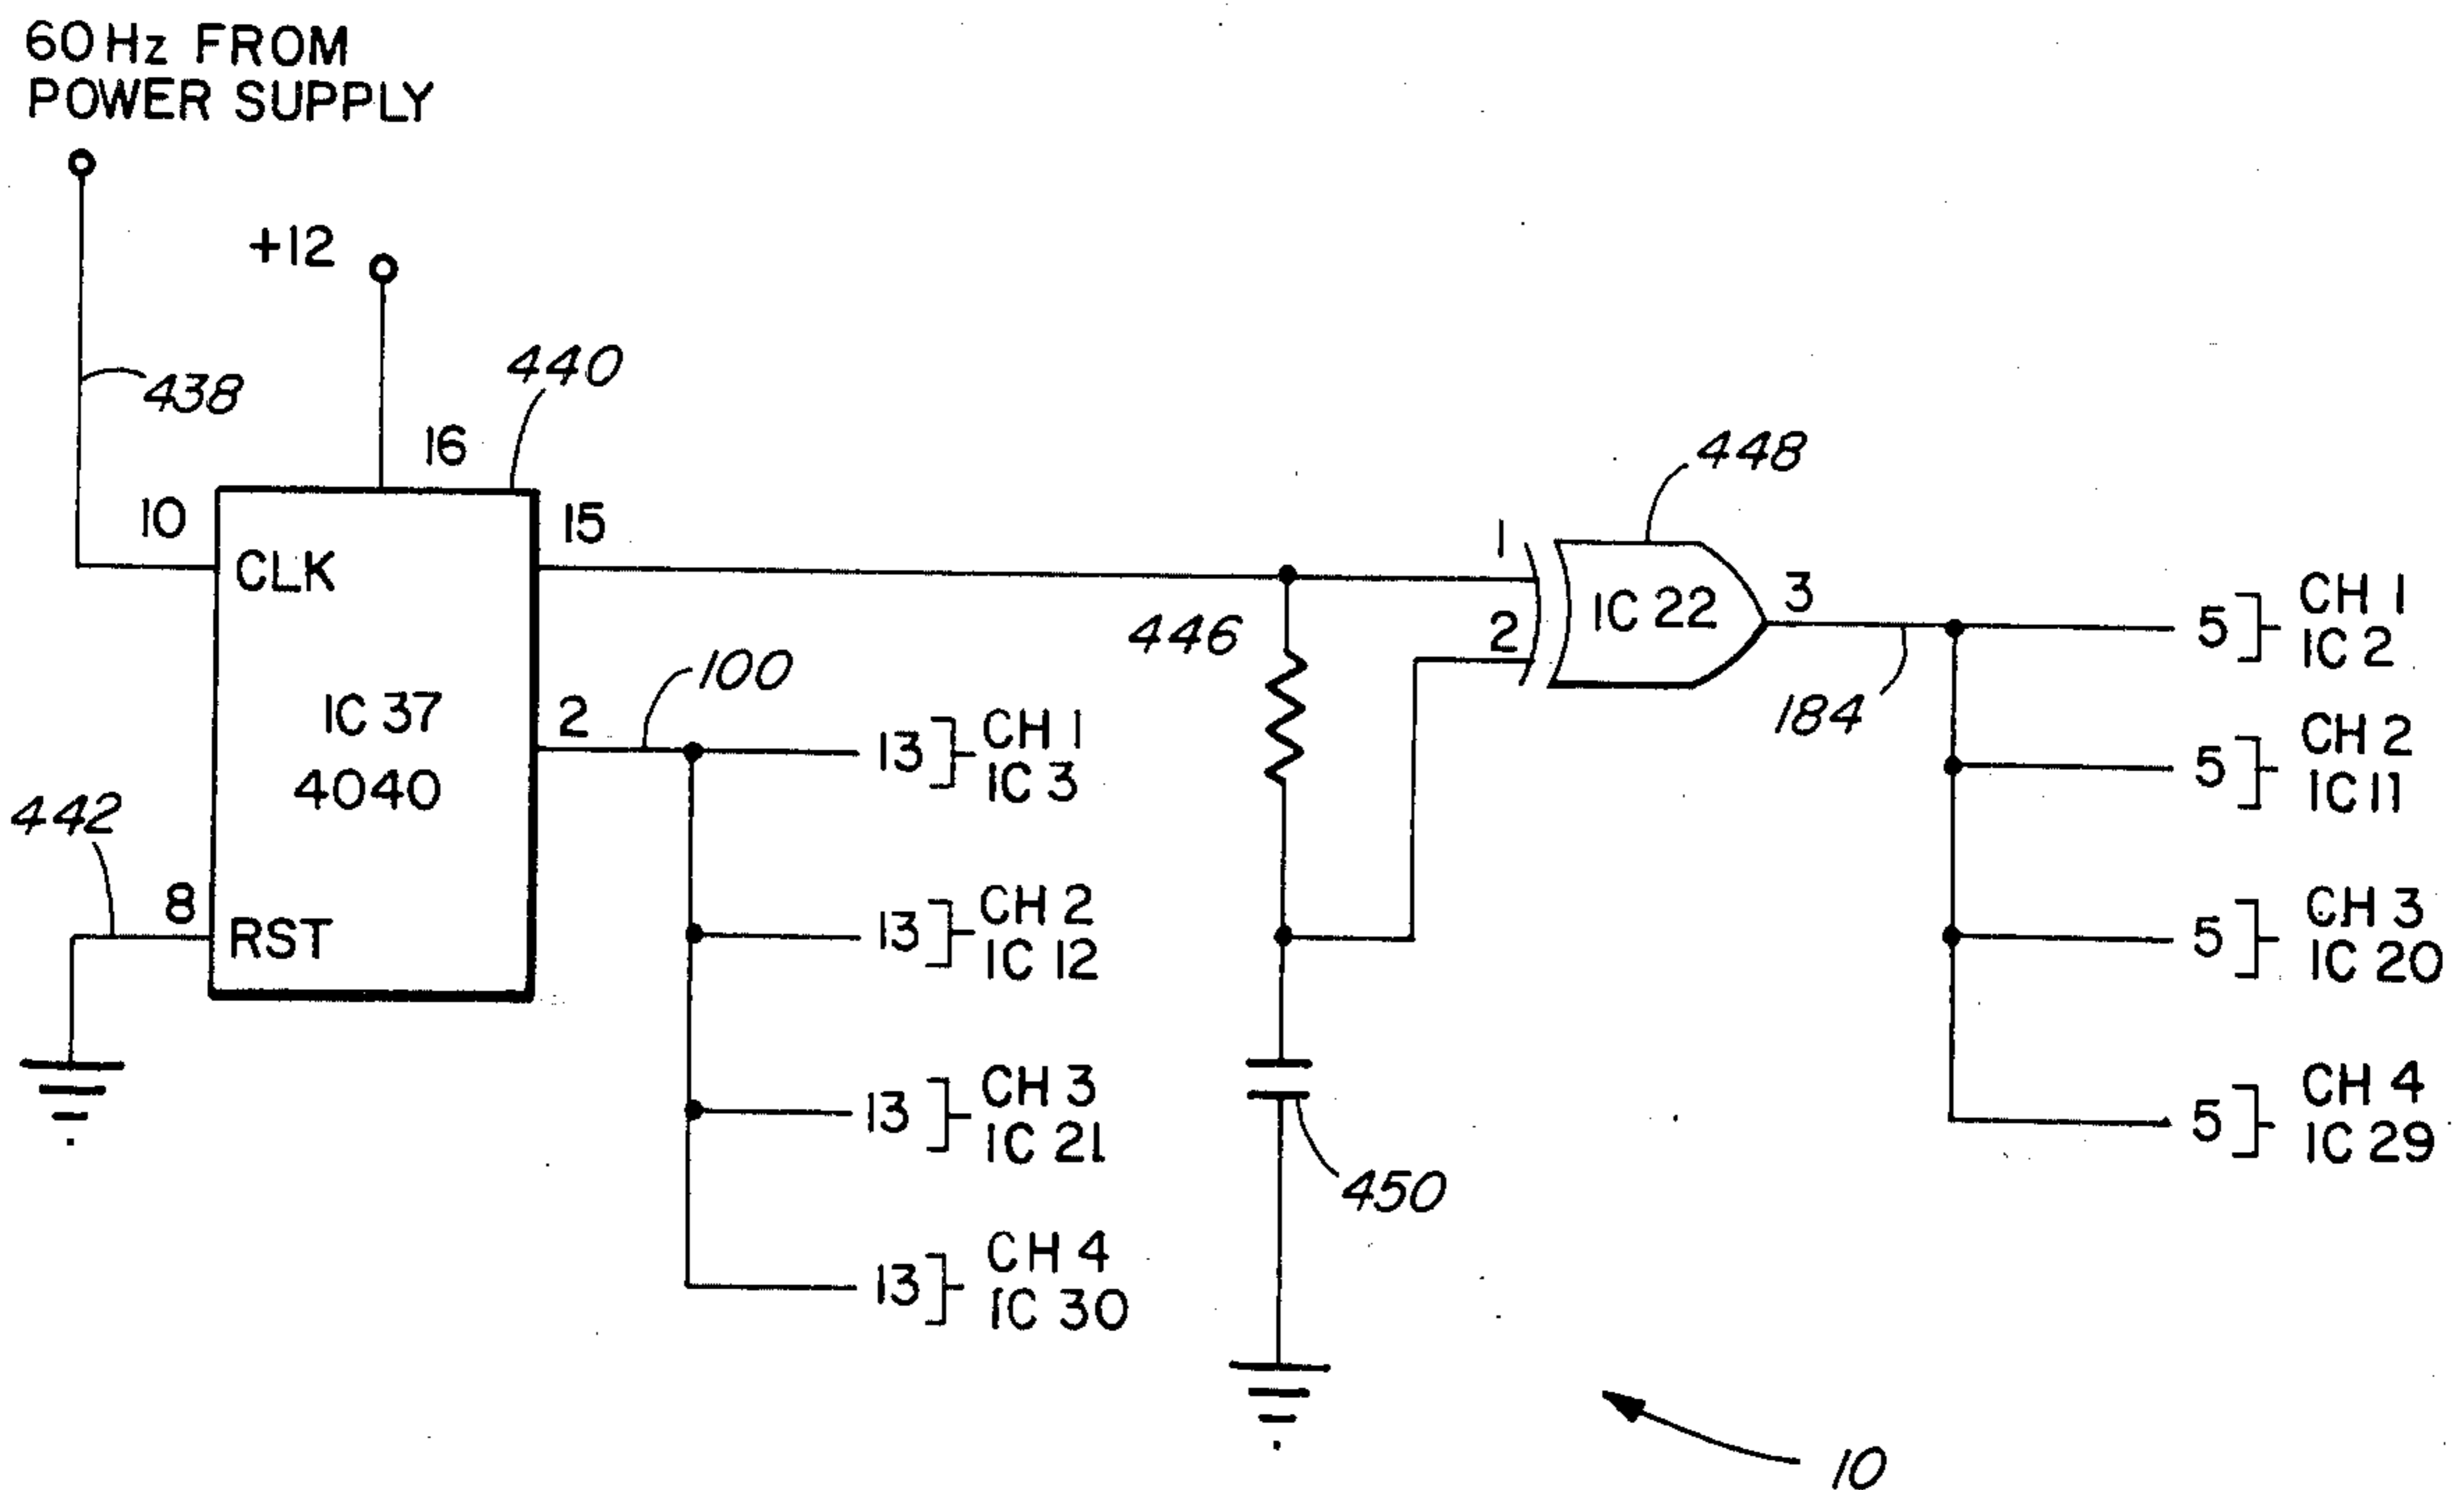 60 Hz FROM
POWER SUPPLY
+12
438
440
16
10
15
CLK
IC 37
4040
2
100
442
8
RST
13 CH 1
IC 3
13 CH 2
IC 12
13 CH 3
IC 21
13 CH 4
IC 30
446
450
1
2
448
IC 22
3
184
5 CH 1
IC 2
5 CH 2
IC 11
5 CH 3
IC 20
5 CH 4
IC 29
10